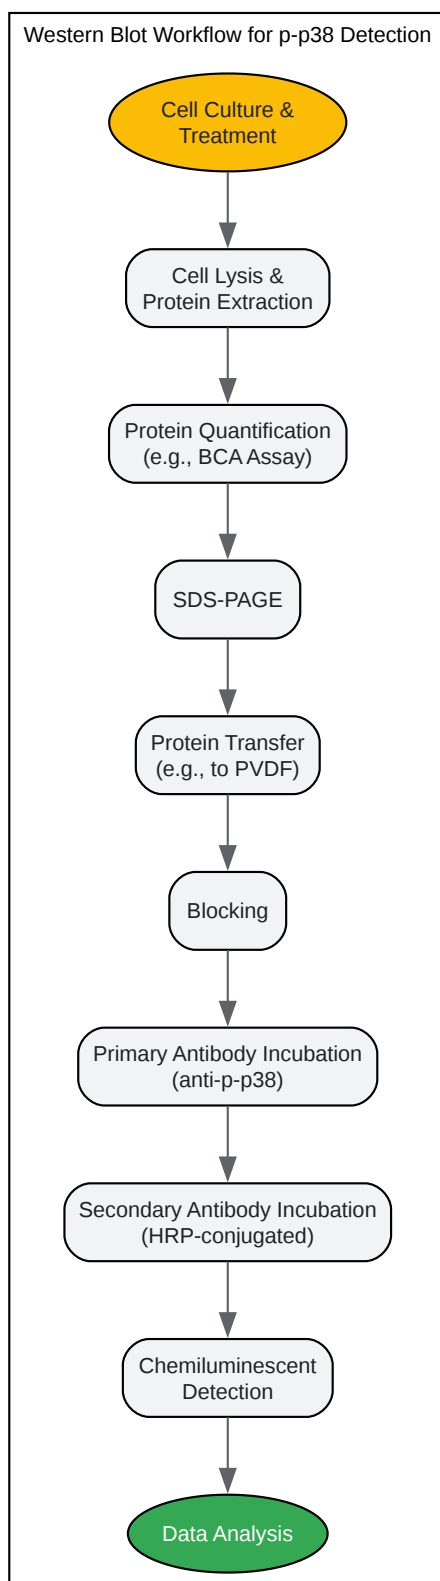 Western Blot Workflow for p-p38 Detection
Cell Culture &
Treatment
Cell Lysis &
Protein Extraction
Protein Quantification
(e.g., BCA Assay)
SDS-PAGE
Protein Transfer
(e.g., to PVDF)
Blocking
Primary Antibody Incubation
(anti-p-p38)
Secondary Antibody Incubation
(HRP-conjugated)
Chemiluminescent
Detection
Data Analysis